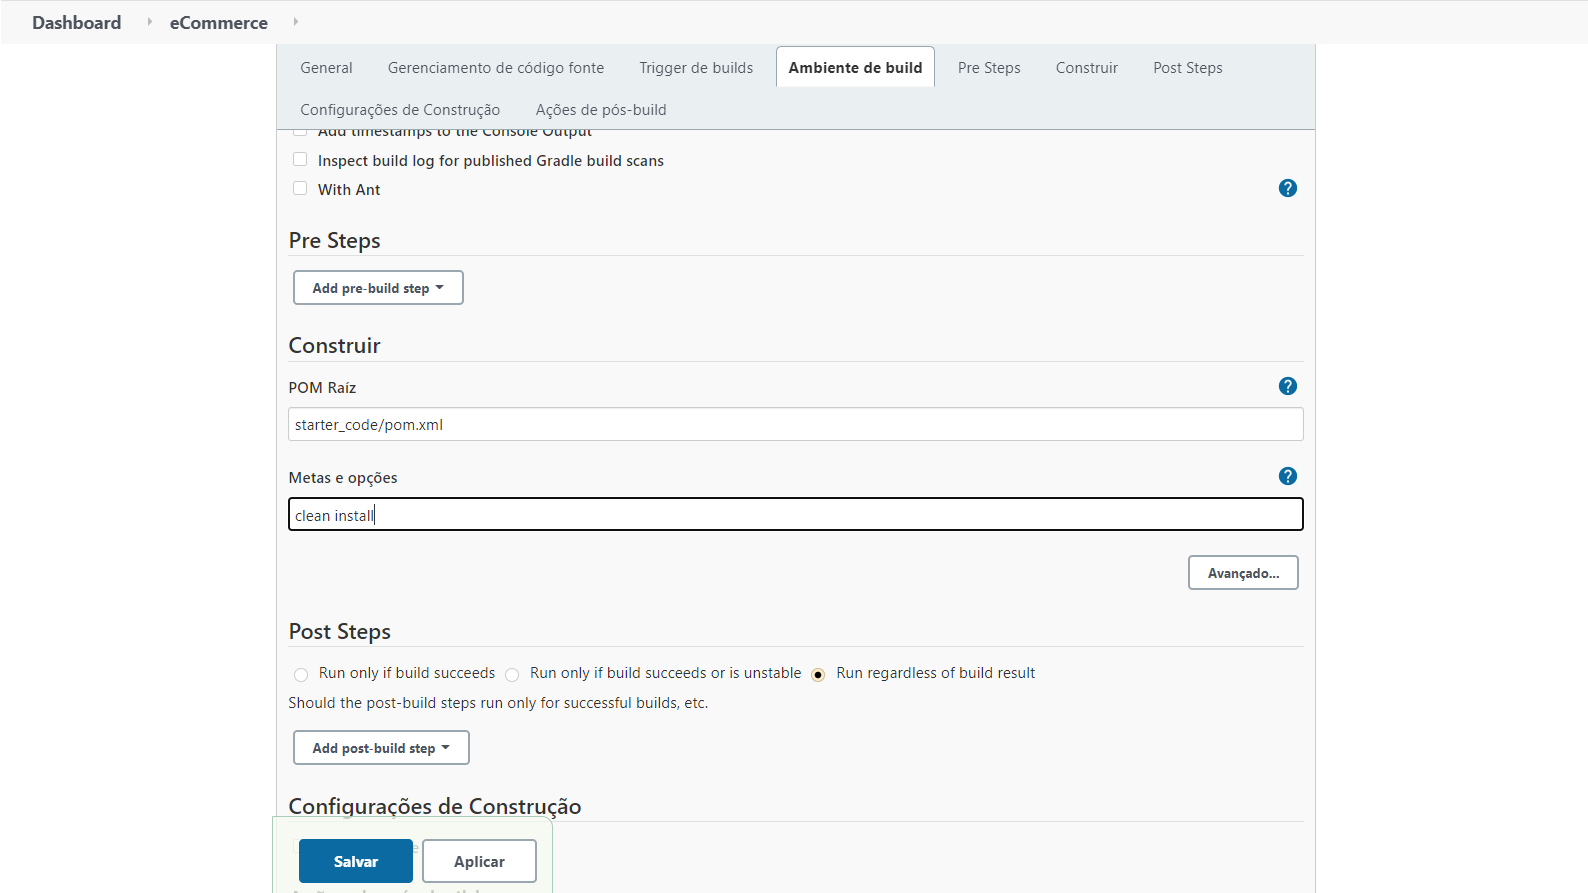 Dashboard eCommerce
General Gerenciamento de código fonte Trigger de builds Ambiente de build Pre Steps Construir Post Steps
Configurações de Construção Ações de pós-build
Add timestamps to the Console Output
Inspect build log for published Gradle build scans
With Ant
?
Pre Steps
Add pre-build step
Construir
POM Raíz
?
starter_code/pom.xml
Metas e opções
?
clean install
Avançado...
Post Steps
Run only if build succeeds Run only if build succeeds or is unstable Run regardless of build result
Should the post-build steps run only for successful builds, etc.
Add post-build step
Configurações de Construção
Salvar Aplicar